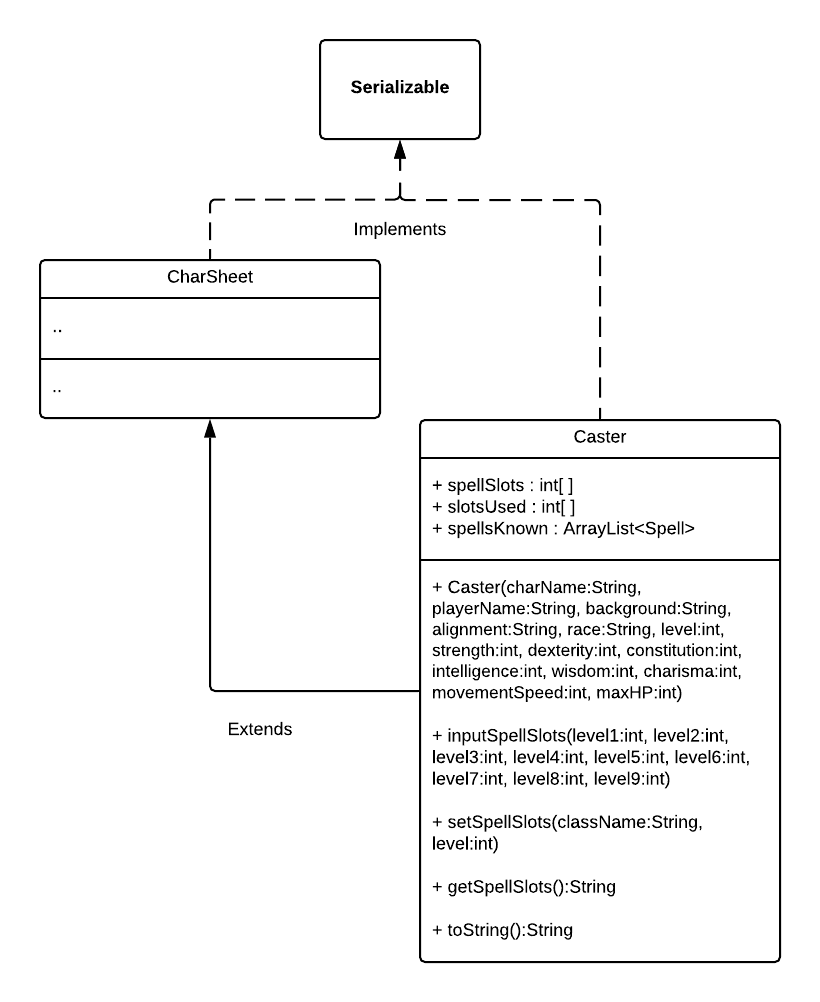 Serializable
Implements
CharSheet
..
..
Extends
Caster
+ spellSlots : int[ ]
+ slotsUsed : int[ ]
+ spellsKnown : ArrayList<Spell>
+ Caster(charName:String,
playerName:String, background:String,
alignment:String, race:String, level:int,
strength:int, dexterity:int, constitution:int,
intelligence:int, wisdom:int, charisma:int,
movementSpeed:int, maxHP:int)
+ inputSpellSlots(level1:int, level2:int,
level3:int, level4:int, level5:int, level6:int,
level7:int, level8:int, level9:int)
+ setSpellSlots(className:String,
level:int)
+ getSpellSlots():String
+ toString():String